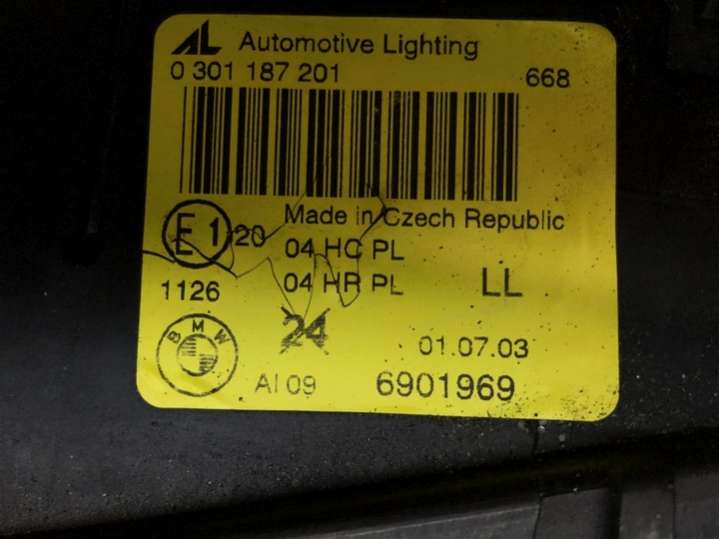 AL Automotive Lighting
0 301 187 201 668
Made in Czech Republic
E1 20 04 HC PL
04 HR PL LL
1126
24
BMW 01.07.03
AI 09 6901969